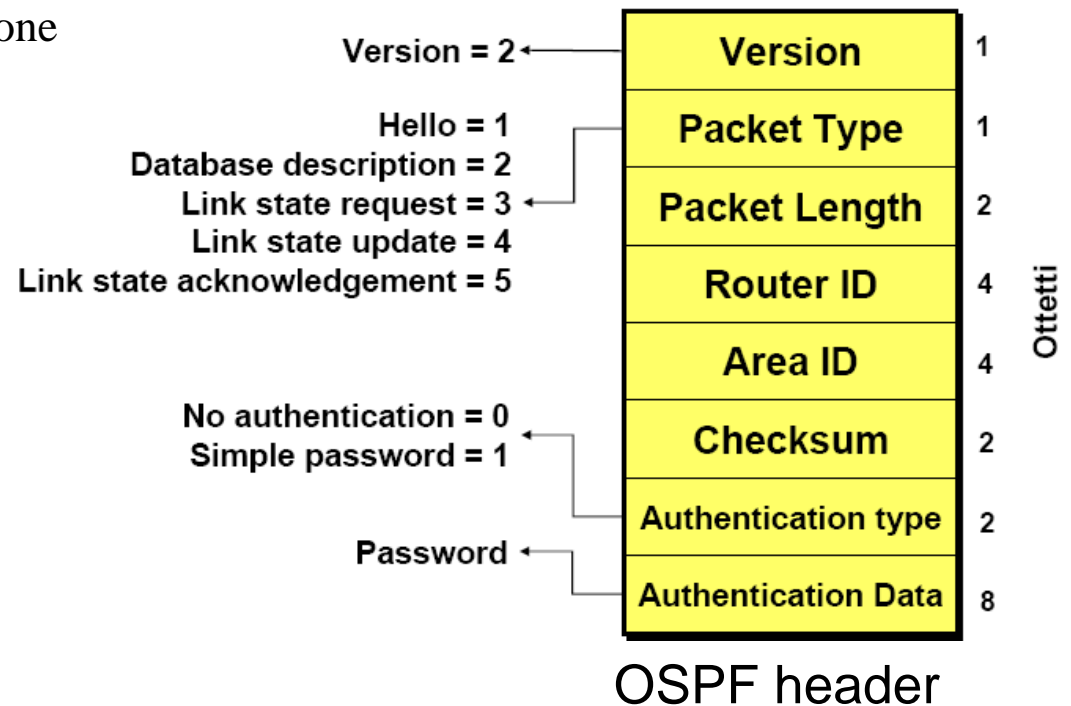 one
Version = 2
Version
1
Hello = 1
Database description = 2
Link state request = 3
Link state update = 4
Link state acknowledgement = 5
Packet Type
1
Packet Length
2
Router ID
4
Area ID
4
Checksum
2
No authentication = 0
Simple password = 1
Authentication type
2
Password
Authentication Data
8
Ottetti
OSPF header